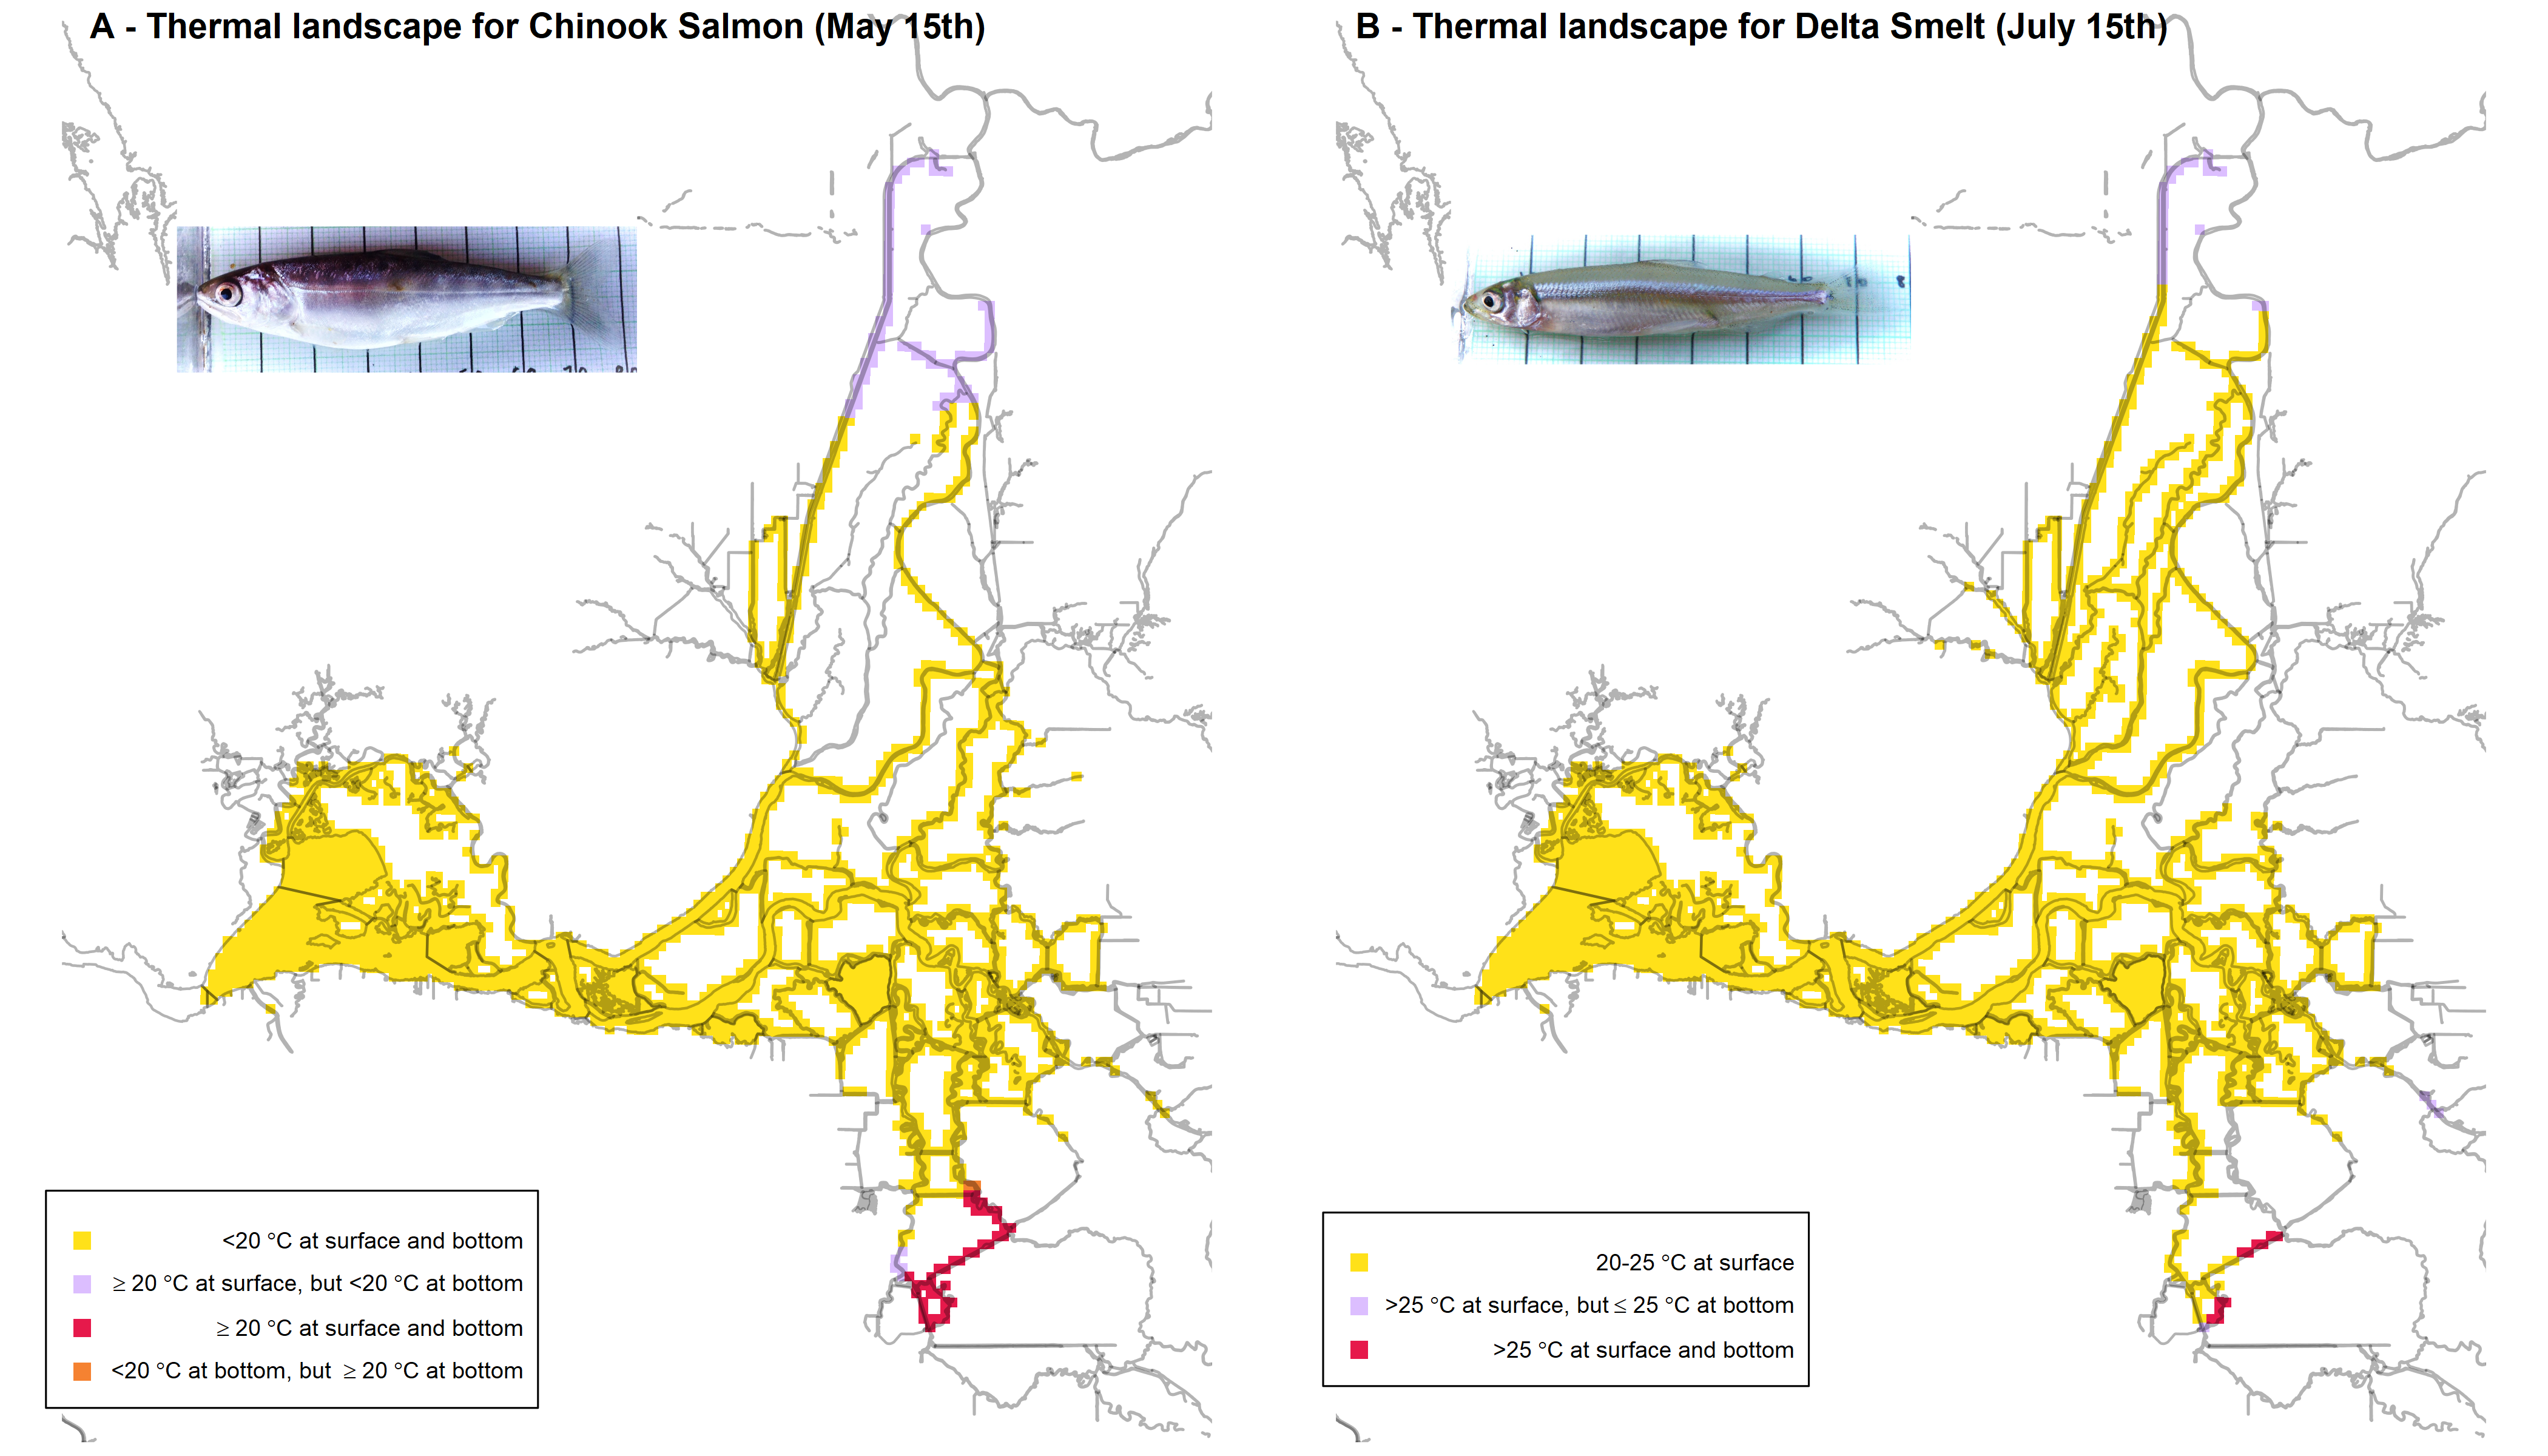 A - Thermal landscape for Chinook Salmon (May 15th)
B - Thermal landscape for Delta Smelt (July 15th)
<20 °C at surface and bottom
≥ 20 °C at surface, but <20 °C at bottom
≥ 20 °C at surface and bottom
<20 °C at bottom, but ≥ 20 °C at bottom
20-25 °C at surface
>25 °C at surface, but ≤ 25 °C at bottom
>25 °C at surface and bottom